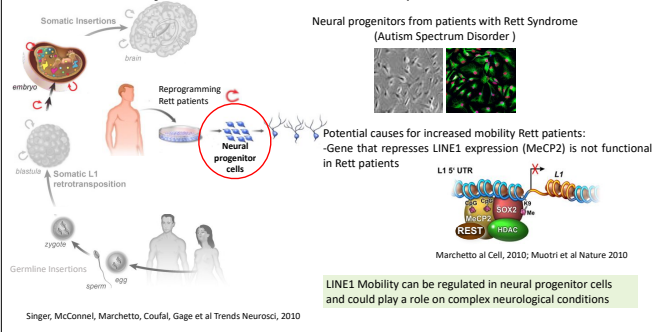 Somatic Insertions
brain
embryo
Reprogramming
Rett patients
Neural
progenitor
cells
blastula
Somatic L1
retrotransposition
zygote
Germline Insertions
sperm
egg
Singer, McConnel, Marchetto, Coufal, Gage et al Trends Neurosci, 2010
Neural progenitors from patients with Rett Syndrome
(Autism Spectrum Disorder )
Potential causes for increased mobility Rett patients:
-Gene that represses LINE1 expression (MeCP2) is not functional
in Rett patients
L1 5' UTR
L1
CpG
CpG
K9
Me
MeCP2
SOX2
REST
HDAC
Marchetto al Cell, 2010; Muotri et al Nature 2010
LINE1 Mobility can be regulated in neural progenitor cells
and could play a role on complex neurological conditions